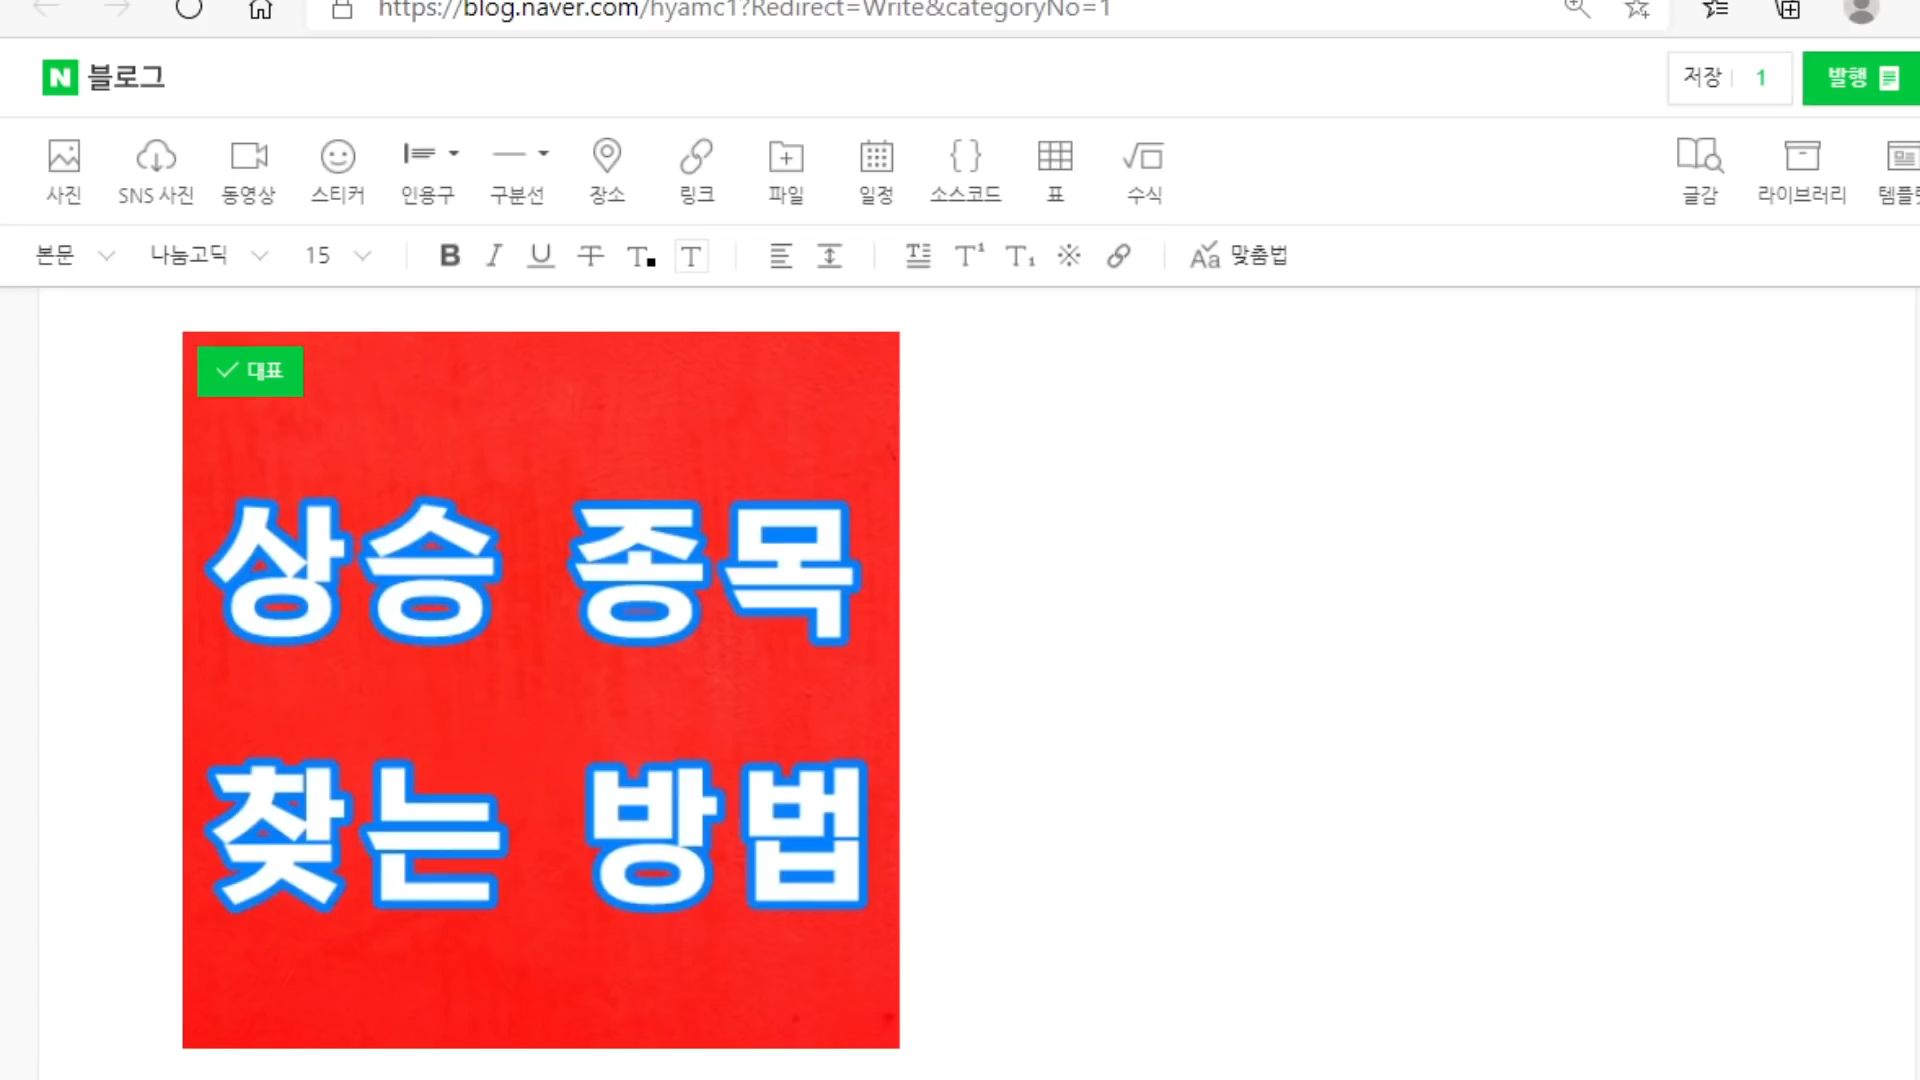 https://blog.naver.com/hyamc1?Redirect=Write&categoryNo=1
N 블로그
저장 1 발행
사진 SNS 사진 동영상 스티커 인용구 구분선 장소 링크 파일 일정 소스코드 표 수식 글감 라이브러리
본문 나눔고딕 15 B I U T T T T T¹ T₁ ※ Aa 맞춤법
대표
상승 종목
찾는 방법